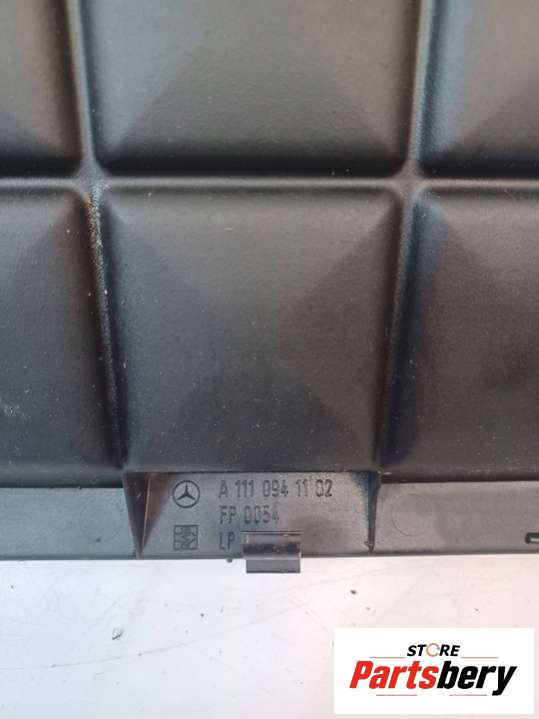 A 111 094 11 02
FP 0054
LP
STORE
Partsbery